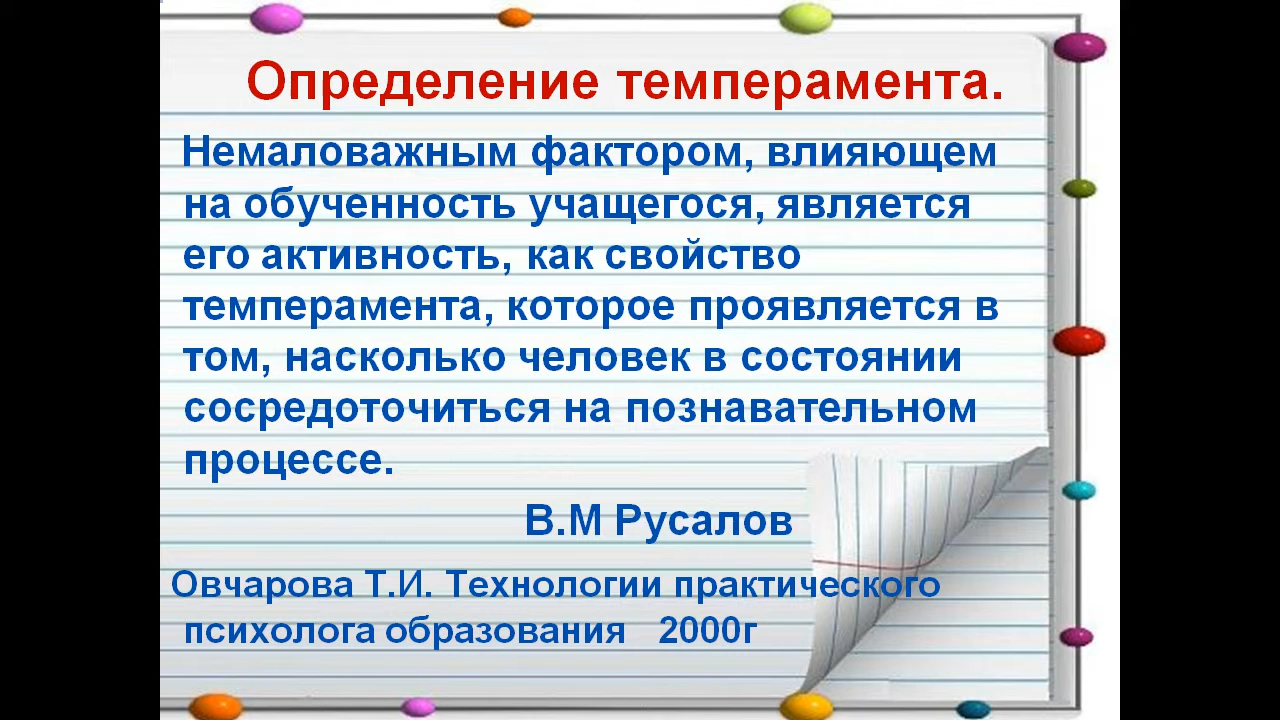 Определение темперамента.
Немаловажным фактором, влияющем
на обученность учащегося, является
его активность, как свойство
темперамента, которое проявляется в
том, насколько человек в состоянии
сосредоточиться на познавательном
процессе.
В.М Русалов
Овчарова Т.И. Технологии практического
психолога образования 2000г